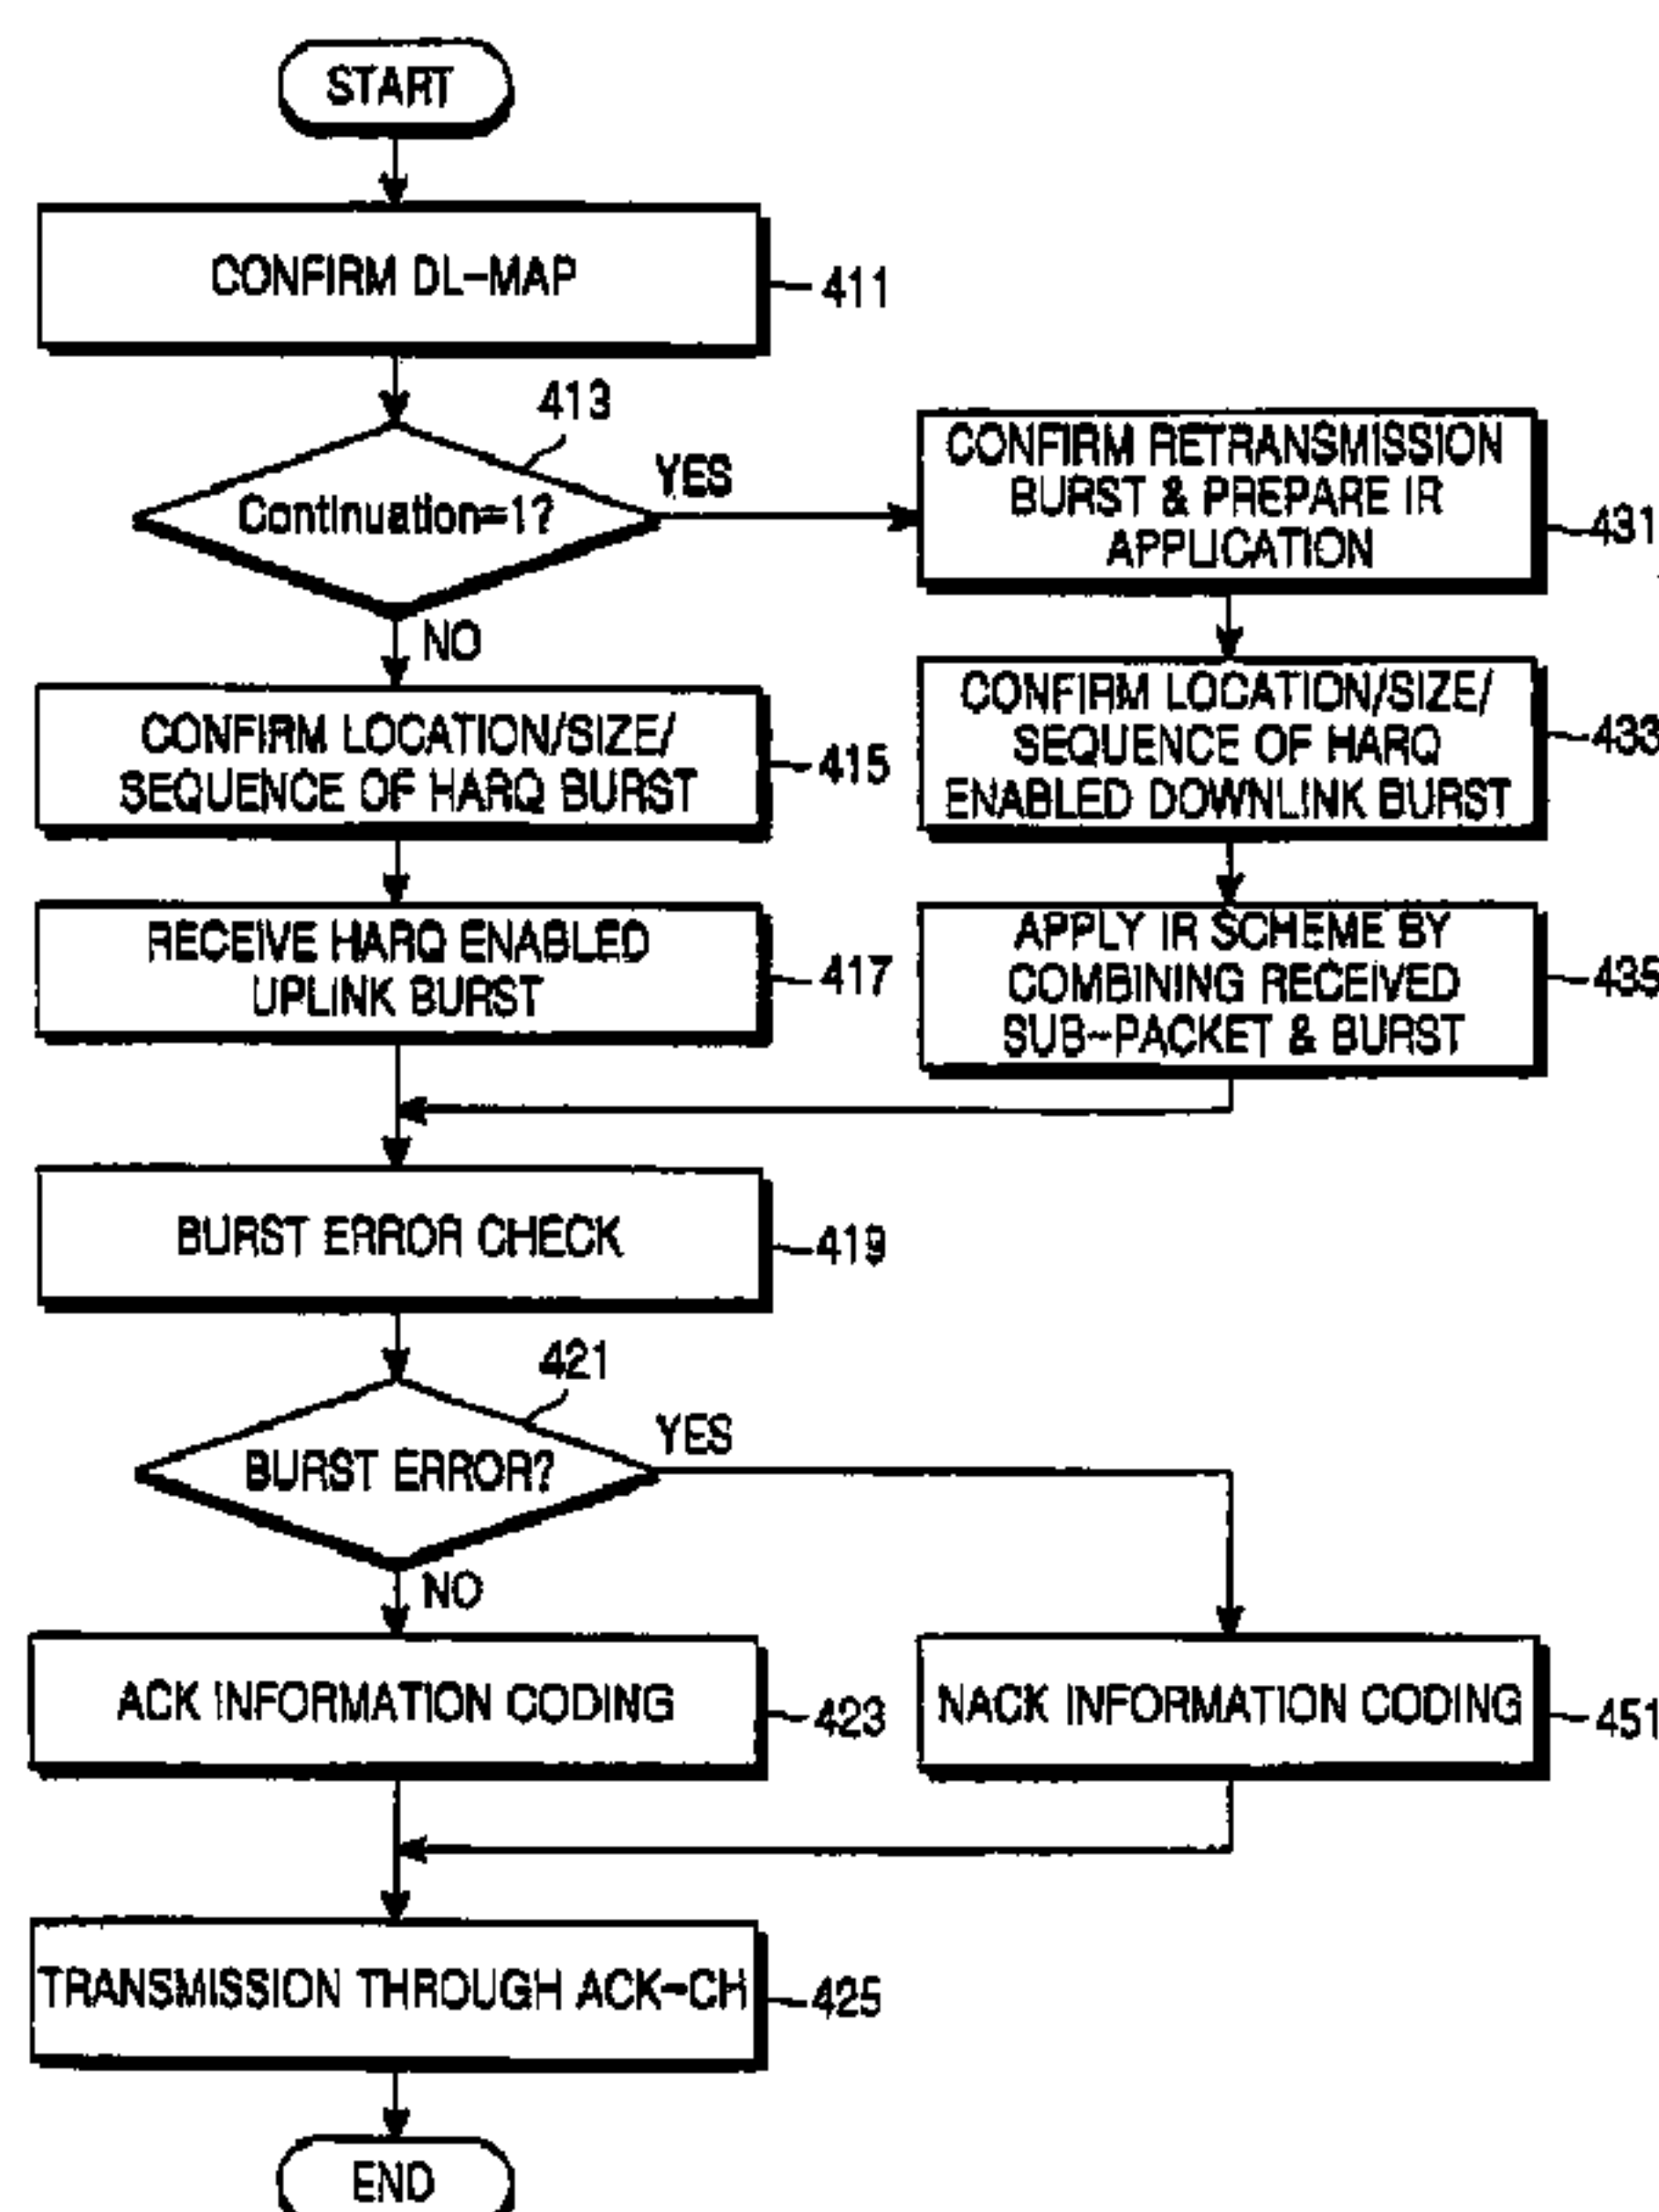 START
CONFIRM DL-MAP
411
413
Continuation=1?
YES
NO
CONFIRM RETRANSMISSION
BURST & PREPARE IR
APPLICATION
431
CONFIRM LOCATION/SIZE/
SEQUENCE OF HARQ BURST
415
CONFIRM LOCATION/SIZE/
SEQUENCE OF HARQ
ENABLED DOWNLINK BURST
433
RECEIVE HARQ ENABLED
UPLINK BURST
417
APPLY IR SCHEME BY
COMBINING RECEIVED
SUB-PACKET & BURST
435
BURST ERROR CHECK
419
421
BURST ERROR?
YES
NO
ACK INFORMATION CODING
423
NACK INFORMATION CODING
451
TRANSMISSION THROUGH ACK-CH
425
END